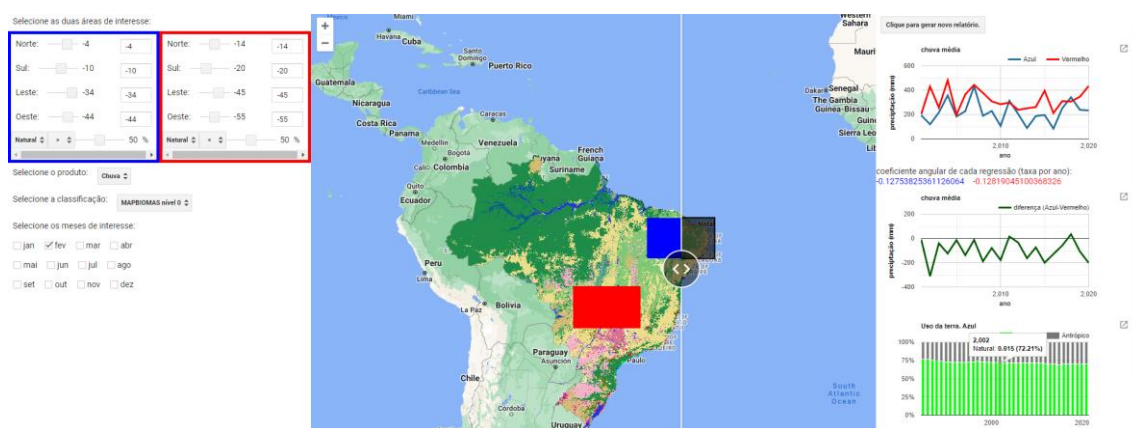 Selecione as duas áreas de interesse:
Norte: -4 -4
Sul: -10 -10
Leste: -34 -34
Oeste: -44 -44
Natural > 50 %
Norte: -14 -14
Sul: -20 -20
Leste: -45 -45
Oeste: -55 -55
Natural < 50 %
Selecione o produto: Chuva
Selecione a classificação: MAPBIOMAS nível 0
Selecione os meses de interesse:
jan fev mar abr
mai jun jul ago
set out nov dez
+
−
Mexico
Miami
Havana
Cuba
Santo
Domingo
Puerto Rico
Guatemala
Caribbean Sea
Nicaragua
Caracas
Costa Rica
Panama
Medellín
Venezuela
Bogotá
Guyana
French
Guiana
Suriname
Cali
Colombia
Quito
Ecuador
Peru
Lima
La Paz
Bolivia
Paraguay
Asunción
Paulo
Chile
Córdoba
Uruguay
Western
Sahara
Mauri
Dakar
Senegal
The Gambia
Guinea-Bissau
Guin
Sierra Leo
Lib
South
Atlantic
Ocean
Clique para gerar novo relatório.
chuva média
Azul Vermelho
precipitação (mm)
600
400
200
0
2,010 2,020
ano
coeficiente angular de cada regressão (taxa por ano):
-0.12753825361126064 -0.12819045100368326
chuva média
diferença (Azul-Vermelho)
precipitação (mm)
200
0
-200
-400
2,010 2,020
ano
Uso da terra. Azul
Antrópico
2,002
Natural: 0.615 (72.21%)
100%
75%
50%
25%
0%
2000 2020